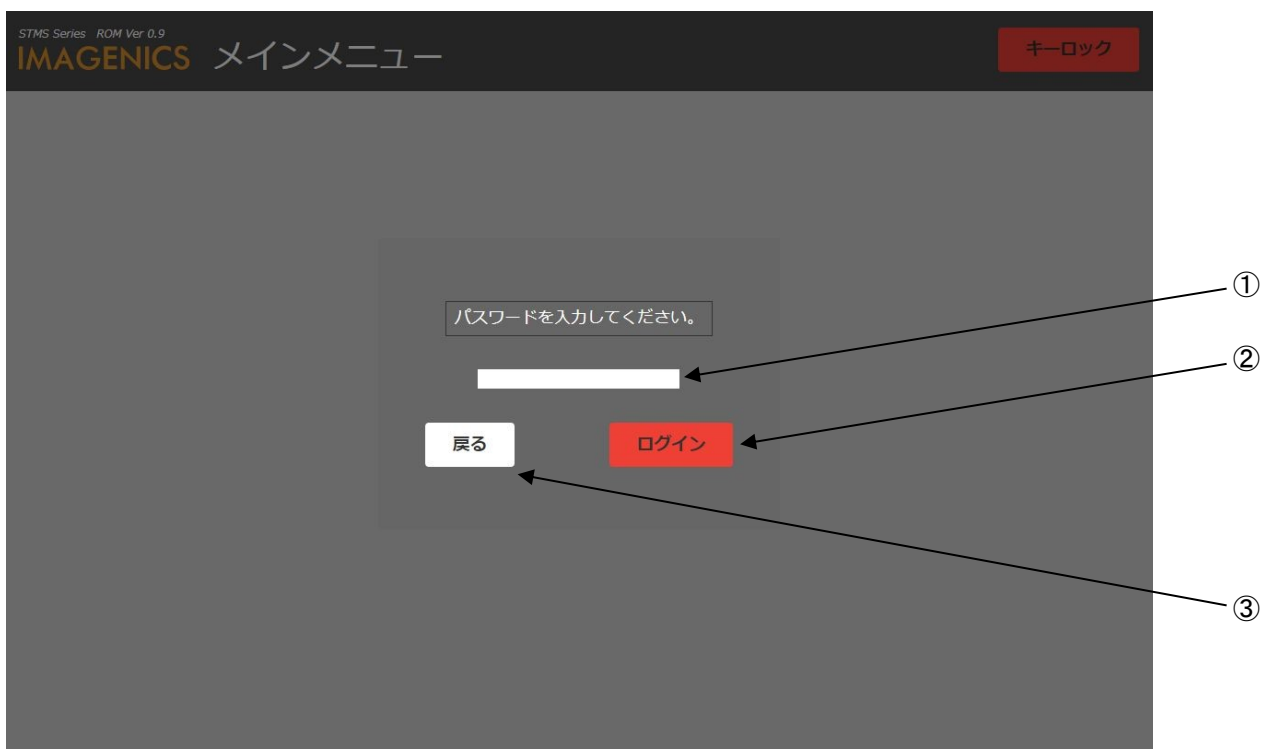 STMS Series ROM Ver 0.9
IMAGENICS メインメニュー
キーロック
①
パスワードを入力してください。
②
戻る ログイン
③